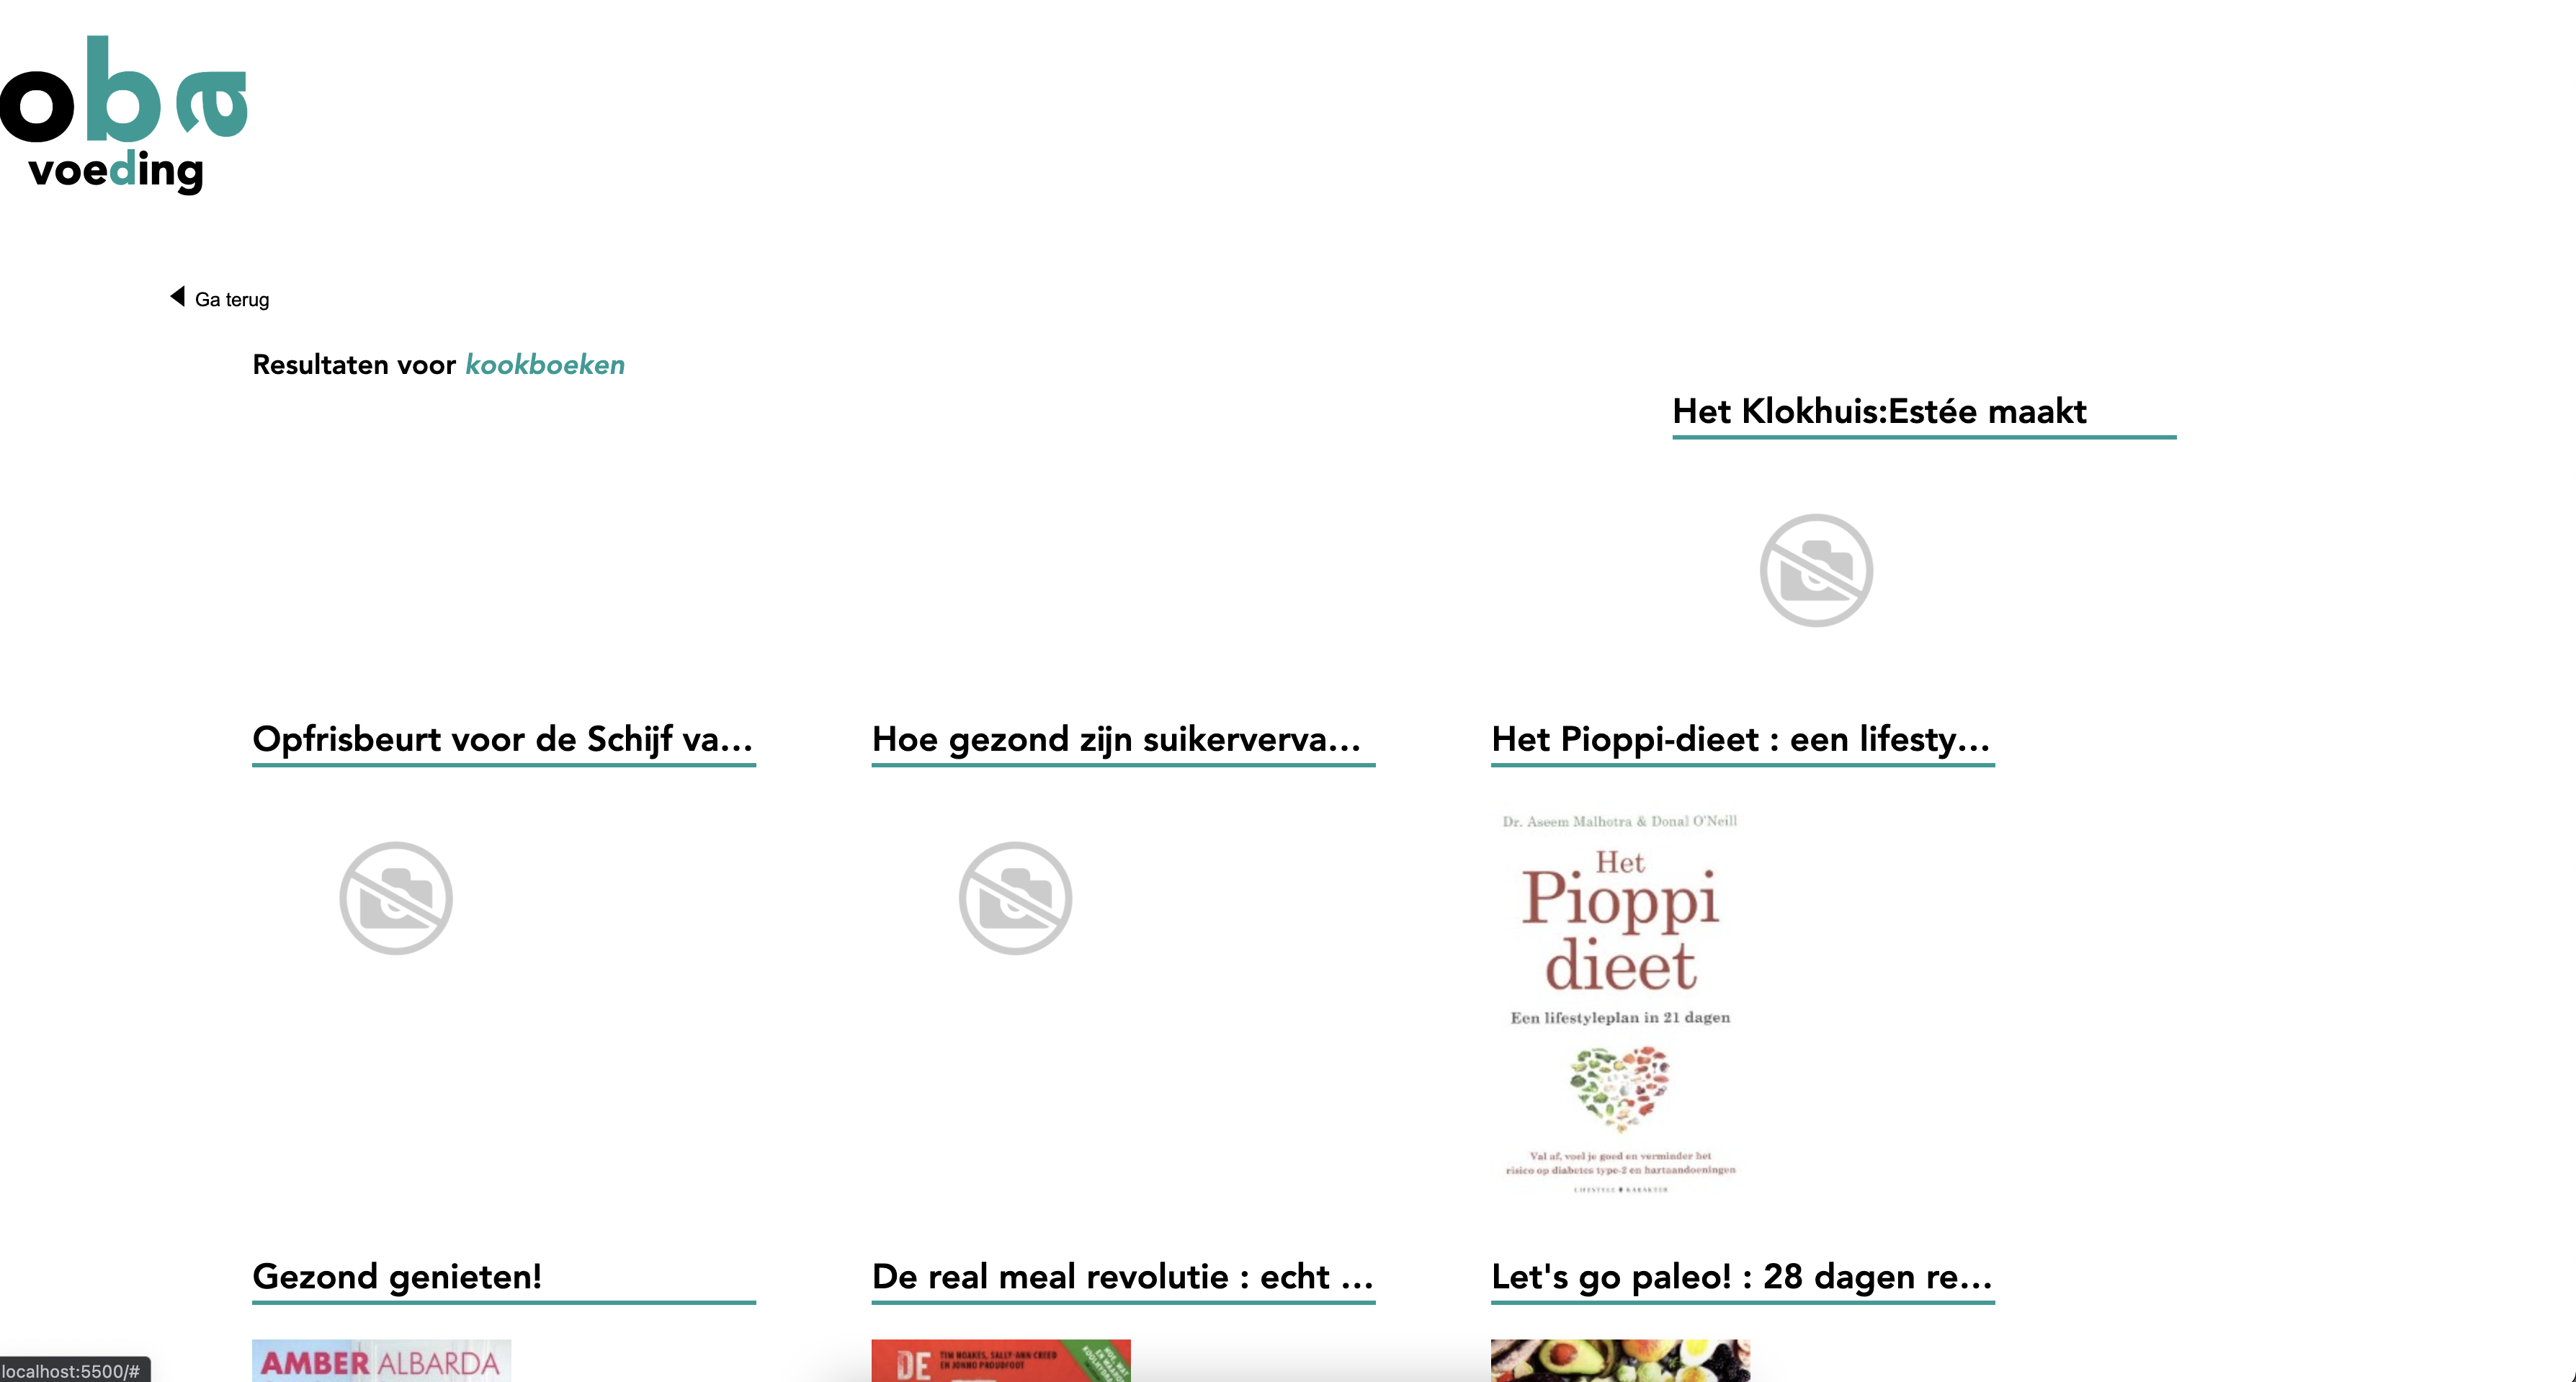 oba
voeding
Ga terug
Resultaten voor kookboeken
Het Klokhuis:Estée maakt
Opfrisbeurt voor de Schijf va...
Hoe gezond zijn suikerverva...
Het Pioppi-dieet : een lifesty...
Dr. Aseem Malhotra & Donal O'Neill
Het
Pioppi
dieet
Een lifestyleplan in 21 dagen
Val af, voel je goed en verminder het
risico op diabetes type-2 en hartaandoeningen
LIFESTYLE KARAKTER
Gezond genieten!
De real meal revolutie : echt ...
Let's go paleo! : 28 dagen re...
AMBER ALBARDA
DE
TIM NOAKES, SALLY-ANN CREED
EN JONNO PROUDFOOT
localhost:5500/#